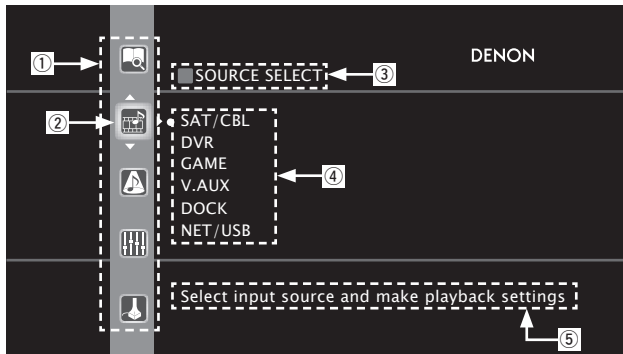 DENON
①
③
SOURCE SELECT
②
SAT/CBL
DVR
GAME
④
V.AUX
DOCK
NET/USB
Select input source and make playback settings
⑤